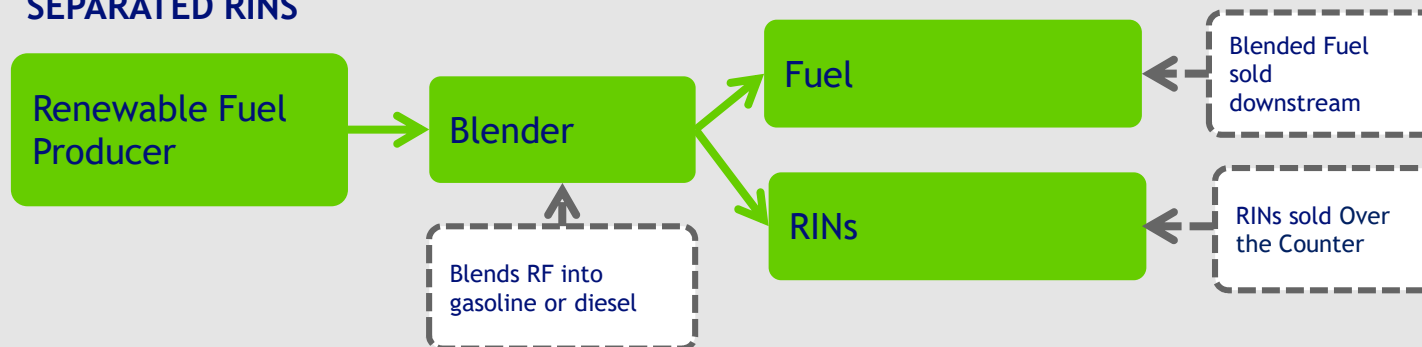 SEPARATED RINS
Renewable Fuel
Producer
Blender
Fuel
Blended Fuel
sold
downstream
RINs
RINs sold Over
the Counter
Blends RF into
gasoline or diesel